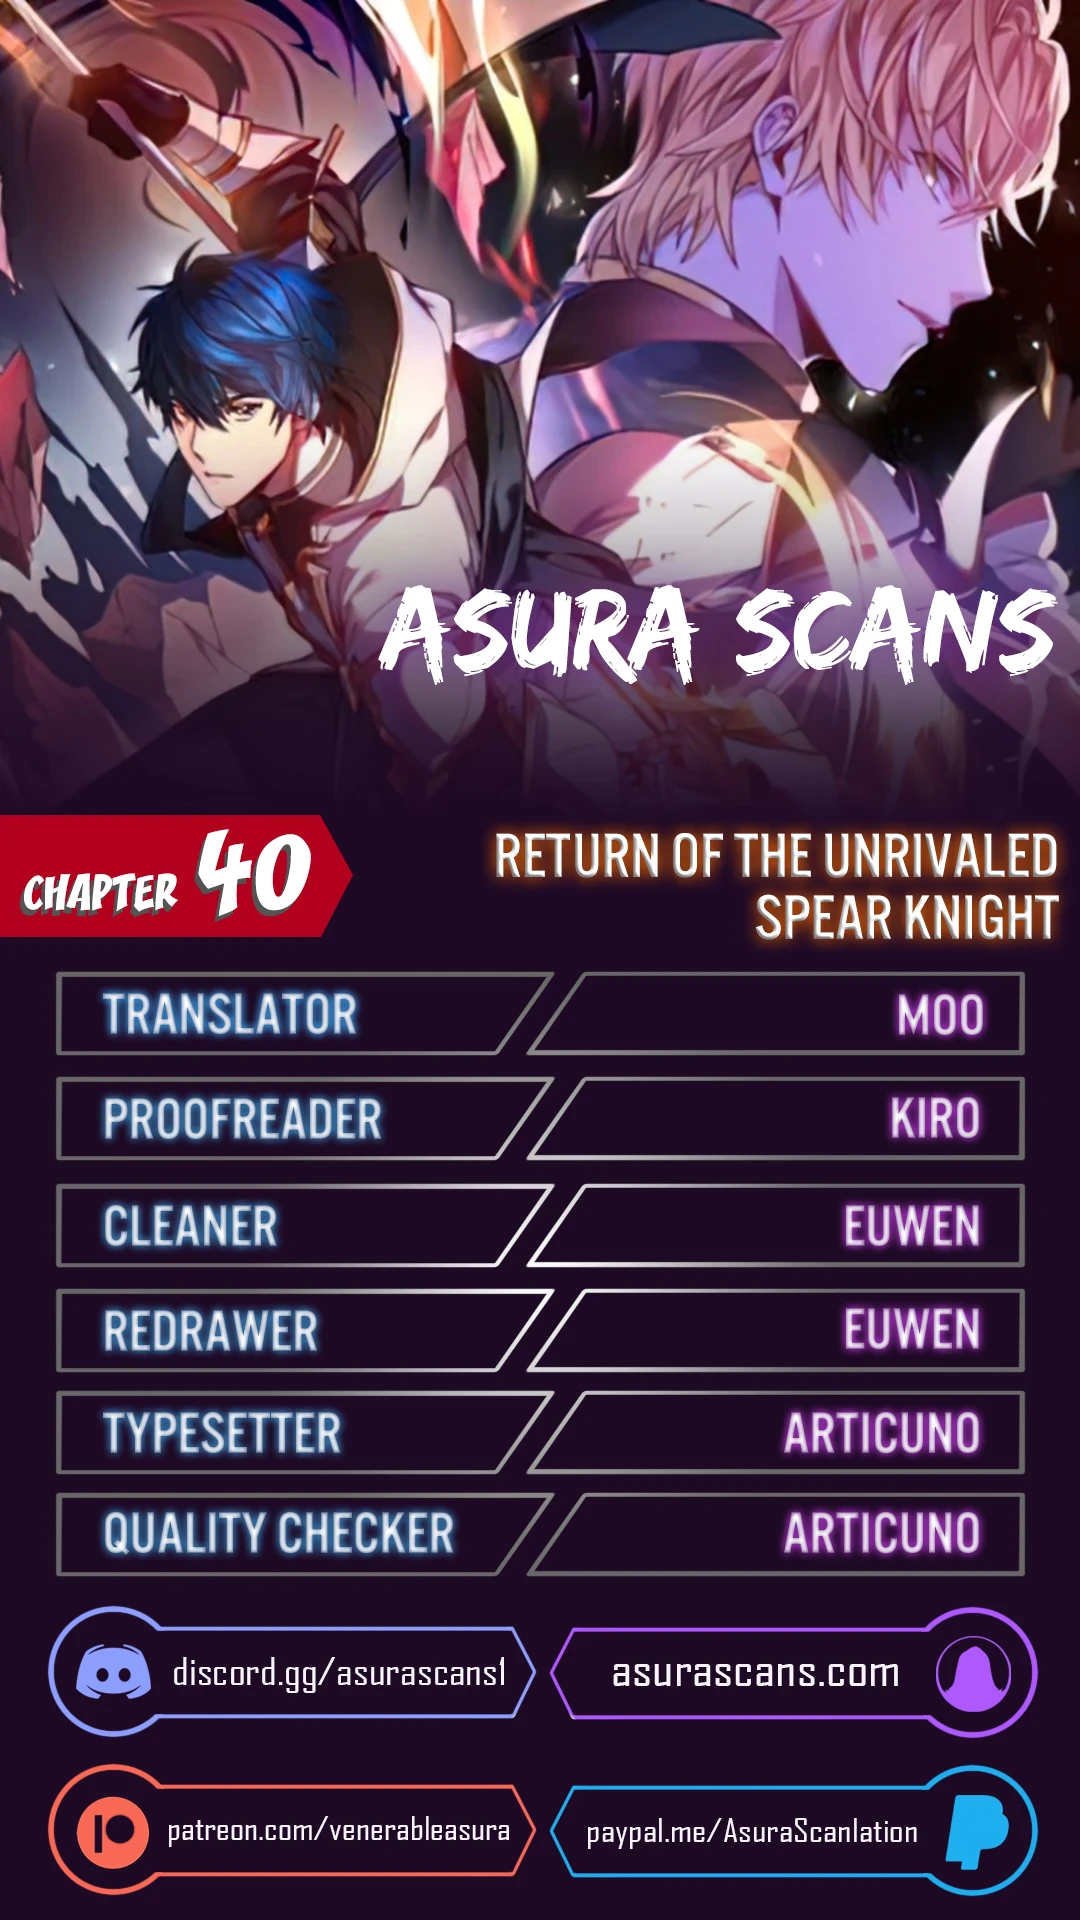 ASURA SCANS
CHAPTER 40
RETURN OF THE UNRIVALED
SPEAR KNIGHT
TRANSLATOR MOO
PROOFREADER KIRO
CLEANER EUWEN
REDRAWER EUWEN
TYPESETTER ARTICUNO
QUALITY CHECKER ARTICUNO
discord.gg/asurascans1
asurascans.com
patreon.com/venerableasura
paypal.me/AsuraScanlation